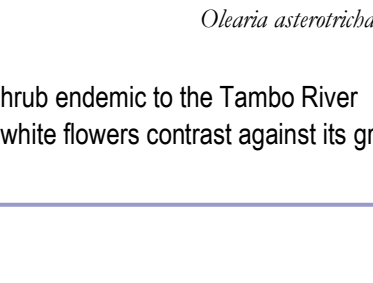 Olearia asterotricha
hrub endemic to the Tambo River
white flowers contrast against its gr